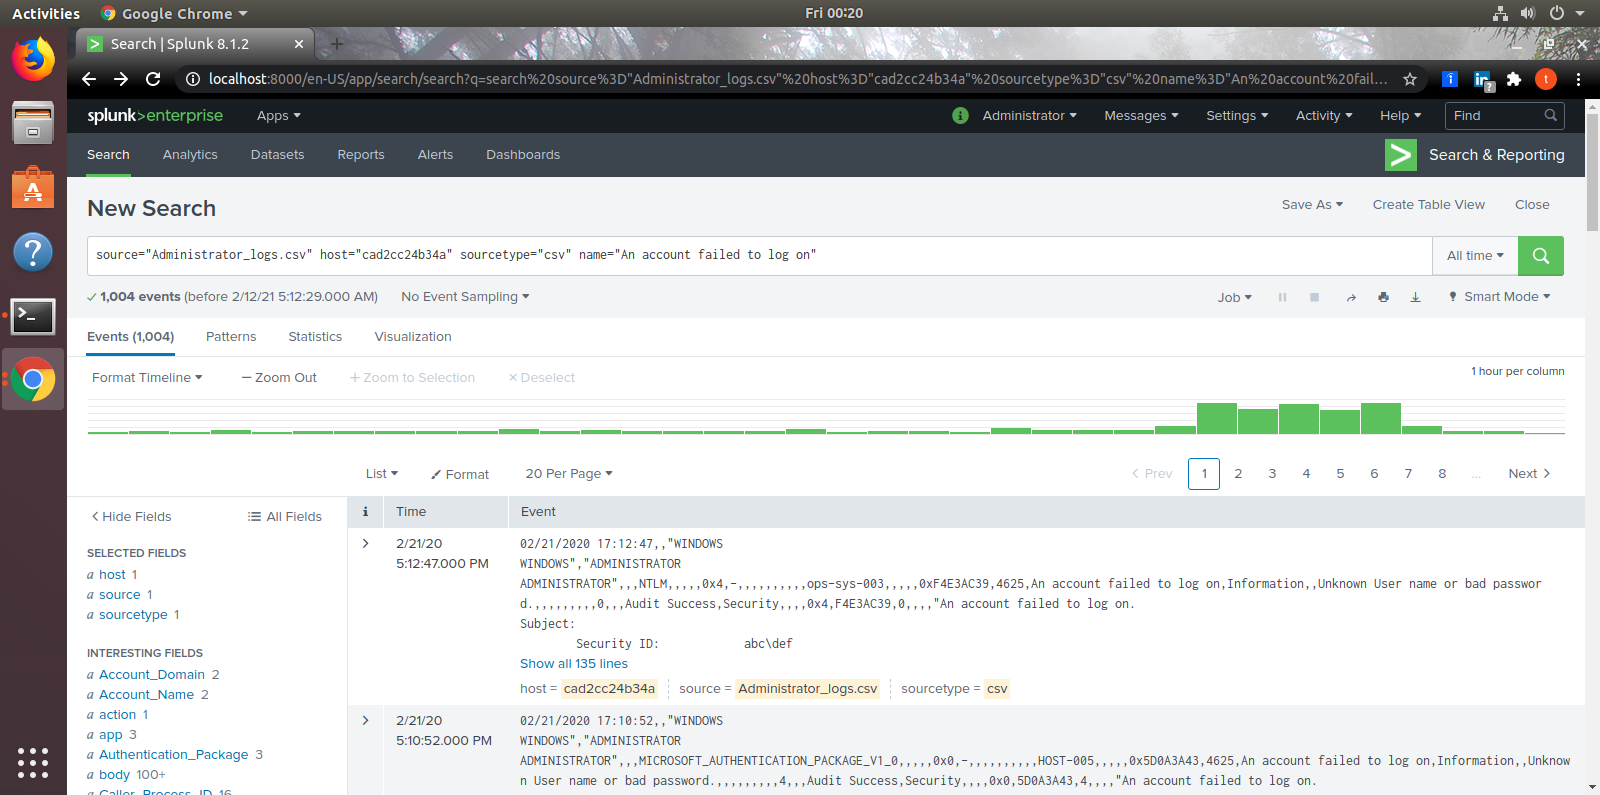 Activities
Google Chrome
Fri 00:20
Search | Splunk 8.1.2
localhost:8000/en-US/app/search/search?q=search%20source%3D"Administrator_logs.csv"%20host%3D"cad2cc24b34a"%20sourcetype%3D"csv"%20name%3D"An%20account%20fail...
t
?
splunk>enterprise
Apps
i
Administrator
Messages
Settings
Activity
Help
Find
Search
Analytics
Datasets
Reports
Alerts
Dashboards
Search & Reporting
New Search
Save As
Create Table View
Close
source="Administrator_logs.csv" host="cad2cc24b34a" sourcetype="csv" name="An account failed to log on"
All time
✓ 1,004 events (before 2/12/21 5:12:29.000 AM)
No Event Sampling
Job
Smart Mode
Events (1,004)
Patterns
Statistics
Visualization
Format Timeline
— Zoom Out
+ Zoom to Selection
× Deselect
1 hour per column
List
Format
20 Per Page
< Prev
1 2 3 4 5 6 7 8 ...
Next >
< Hide Fields
All Fields
SELECTED FIELDS
a host 1
a source 1
a sourcetype 1
INTERESTING FIELDS
a Account_Domain 2
a Account_Name 2
a action 1
a app 3
a Authentication_Package 3
a body 100+
a Caller_Process_ID 16
i
Time
Event
2/21/20
5:12:47.000 PM
02/21/2020 17:12:47,,"WINDOWS
WINDOWS","ADMINISTRATOR
ADMINISTRATOR",,,NTLM,,,,,0x4,-,,,,,,,,,,ops-sys-003,,,,,0xF4E3AC39,4625,An account failed to log on,Information,,Unknown User name or bad passwor
d.,,,,,,,,,,0,,,Audit Success,Security,,,,0x4,F4E3AC39,0,,,,"An account failed to log on.
Subject:
Security ID: abc\def
Show all 135 lines
host = cad2cc24b34a
source = Administrator_logs.csv
sourcetype = csv
2/21/20
5:10:52.000 PM
02/21/2020 17:10:52,,"WINDOWS
WINDOWS","ADMINISTRATOR
ADMINISTRATOR",,,MICROSOFT_AUTHENTICATION_PACKAGE_V1_0,,,,,0x0,-,,,,,,,,,,HOST-005,,,,,0x5D0A3A43,4625,An account failed to log on,Information,,Unknow
n User name or bad password.,,,,,,,,,,4,,,Audit Success,Security,,,,0x0,5D0A3A43,4,,,,"An account failed to log on.